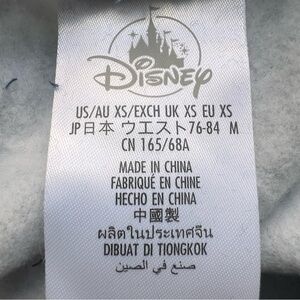 Disney
US/AU XS/EXCH UK XS EU XS
JP日本 ウエスト76-84 M
CN 165/68A
MADE IN CHINA
FABRIQUÉ EN CHINE
HECHO EN CHINA
中國製
ผลิตในประเทศจีน
DIBUAT DI TIONGKOK
صنع في الصين